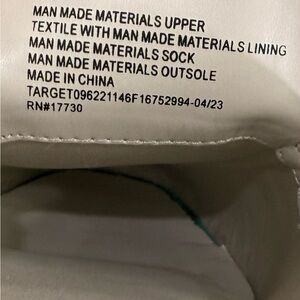 MAN MADE MATERIALS UPPER
TEXTILE WITH MAN MADE MATERIALS LINING
MAN MADE MATERIALS SOCK
MAN MADE MATERIALS OUTSOLE
MADE IN CHINA
TARGET096221146F16752994-04/23
RN#17730